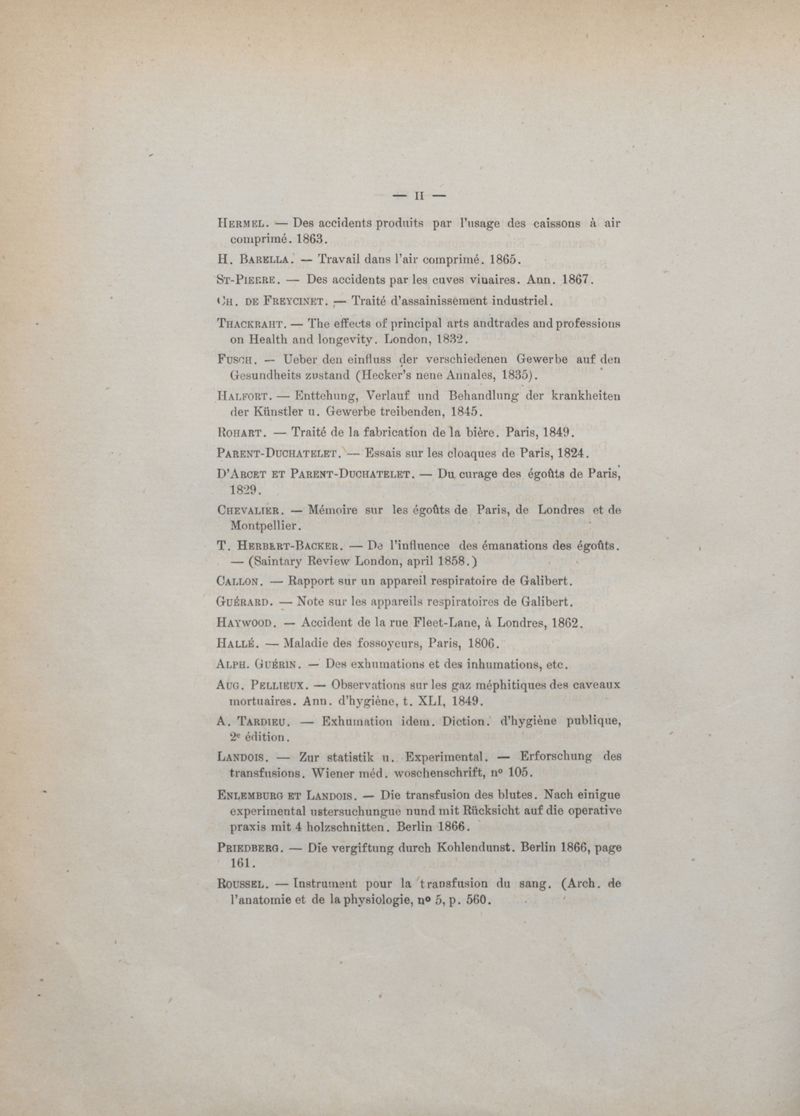 — II —
HERMEL. — Des accidents produits par l'usage des caissons à air
comprimé. 1863.
H. BARELLA. — Travail dans l'air comprimé. 1865.
ST-PIERRE. — Des accidents par les cuves vinaires. Ann. 1867.
CH. DE FREYCINET. — Traité d'assainissement industriel.
THACKRAHT. — The effects of principal arts andtrades and professions
on Health and longevity. London, 1832.
FUSCH. — Ueber den einfluss der verschiedenen Gewerbe auf den
Gesundheits zustand (Hecker's nene Annales, 1835).
HALFORT. — Enttehung, Verlauf und Behandlung der krankheiten
der Künstler u. Gewerbe treibenden, 1845.
ROHART. — Traité de la fabrication de la bière. Paris, 1849.
PARENT-DUCHATELET. — Essais sur les cloaques de Paris, 1824.
D'ARCET ET PARENT-DUCHATELET. — Du curage des égoûts de Paris,
1829.
CHEVALIER. — Mémoire sur les égoûts de Paris, de Londres et de
Montpellier.
T. HERBERT-BACKER. — De l'influence des émanations des égoûts.
— (Saintary Review London, april 1858.)
CALLON. — Rapport sur un appareil respiratoire de Galibert.
GUÉRARD. — Note sur les appareils respiratoires de Galibert.
HAYWOOD. — Accident de la rue Fleet-Lane, à Londres, 1862.
HALLÉ. — Maladie des fossoyeurs, Paris, 1806.
ALPH. GUÉRIN. — Des exhumations et des inhumations, etc.
AUG. PELLIEUX. — Observations sur les gaz méphitiques des caveaux
mortuaires. Ann. d'hygiène, t. XLI, 1849.
A. TARDIEU. — Exhumation idem. Diction. d'hygiène publique,
2e édition.
LANDOIS. — Zur statistik u. Experimental. — Erforschung des
transfusions. Wiener méd. woschenschrift, nº 105.
ENLEMBURG ET LANDOIS. — Die transfusion des blutes. Nach einigue
experimental ustersuchungue nund mit Rücksicht auf die operative
praxis mit 4 holzschnitten. Berlin 1866.
PRIEDBERG. — Die vergiftung durch Kohlendunst. Berlin 1866, page
161.
ROUSSEL. — Instrument pour la transfusion du sang. (Arch. de
l'anatomie et de la physiologie, nº 5, p. 560.